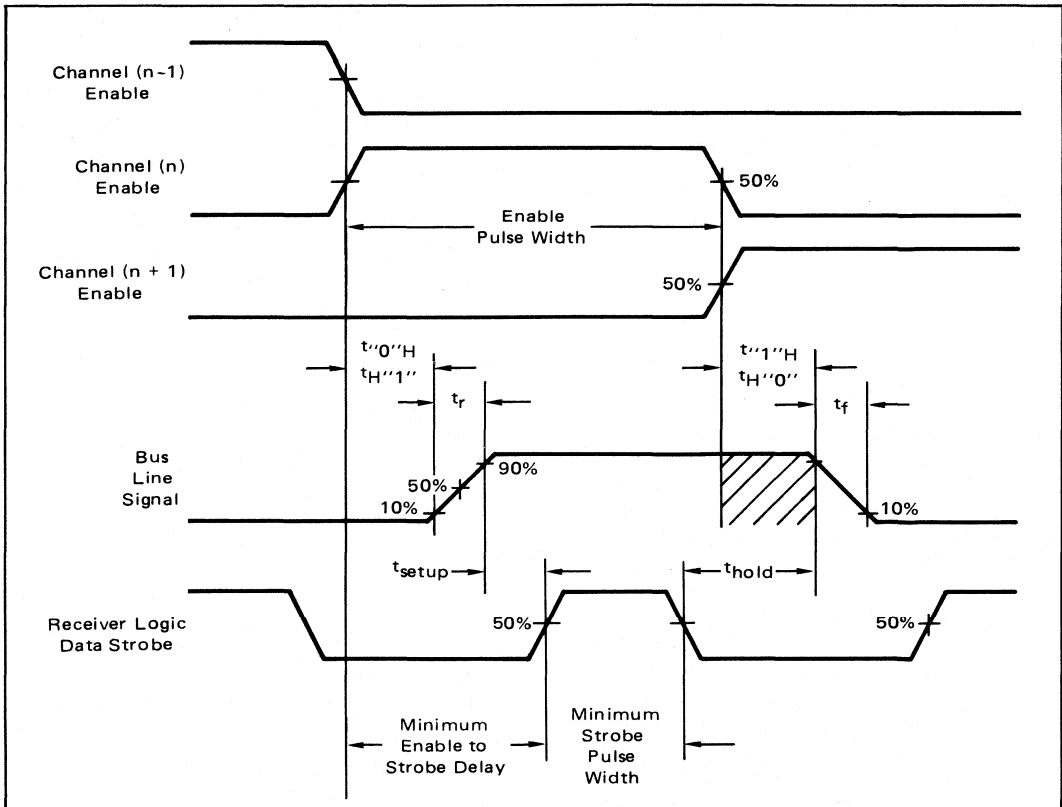 Channel (n-1)
Enable
Channel (n)
Enable
50%
Enable
Pulse Width
Channel (n + 1)
Enable
50%
t"0"H
tH"1"
t"1"H
tH"0"
tr
tf
Bus
Line
Signal
90%
50%
10%
10%
tsetup
thold
Receiver Logic
Data Strobe
50%
50%
Minimum
Enable to
Strobe Delay
Minimum
Strobe
Pulse
Width